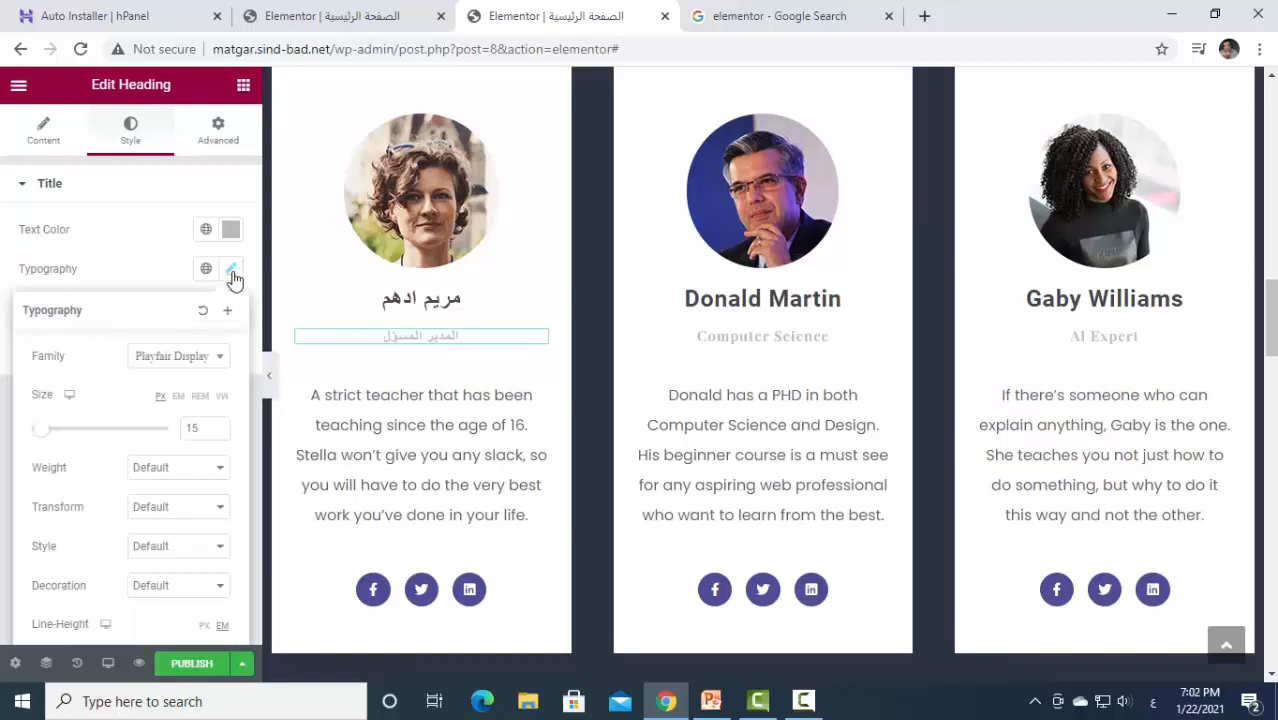 Auto Installer | lPanel
Elementor | الصفحة الرئيسية
Elementor | الصفحة الرئيسية
elementor - Google Search
Not secure
matgar.sind-bad.net/wp-admin/post.php?post=8&action=elementor#
Edit Heading
Content
Style
Advanced
Title
Text Color
Typography
Typography
Family
Playfair Display
Size
PX EM REM VW
15
Weight
Default
Transform
Default
Style
Default
Decoration
Default
Line-Height
PX EM
PUBLISH
مريم ادهم
المدير المسؤل
A strict teacher that has been
teaching since the age of 16.
Stella won’t give you any slack, so
you will have to do the very best
work you’ve done in your life.
Donald Martin
Computer Science
Donald has a PHD in both
Computer Science and Design.
His beginner course is a must see
for any aspiring web professional
who want to learn from the best.
Gaby Williams
AI Expert
If there’s someone who can
explain anything, Gaby is the one.
She teaches you not just how to
do something, but why to do it
this way and not the other.
Type here to search
ع
7:02 PM
1/22/2021
2